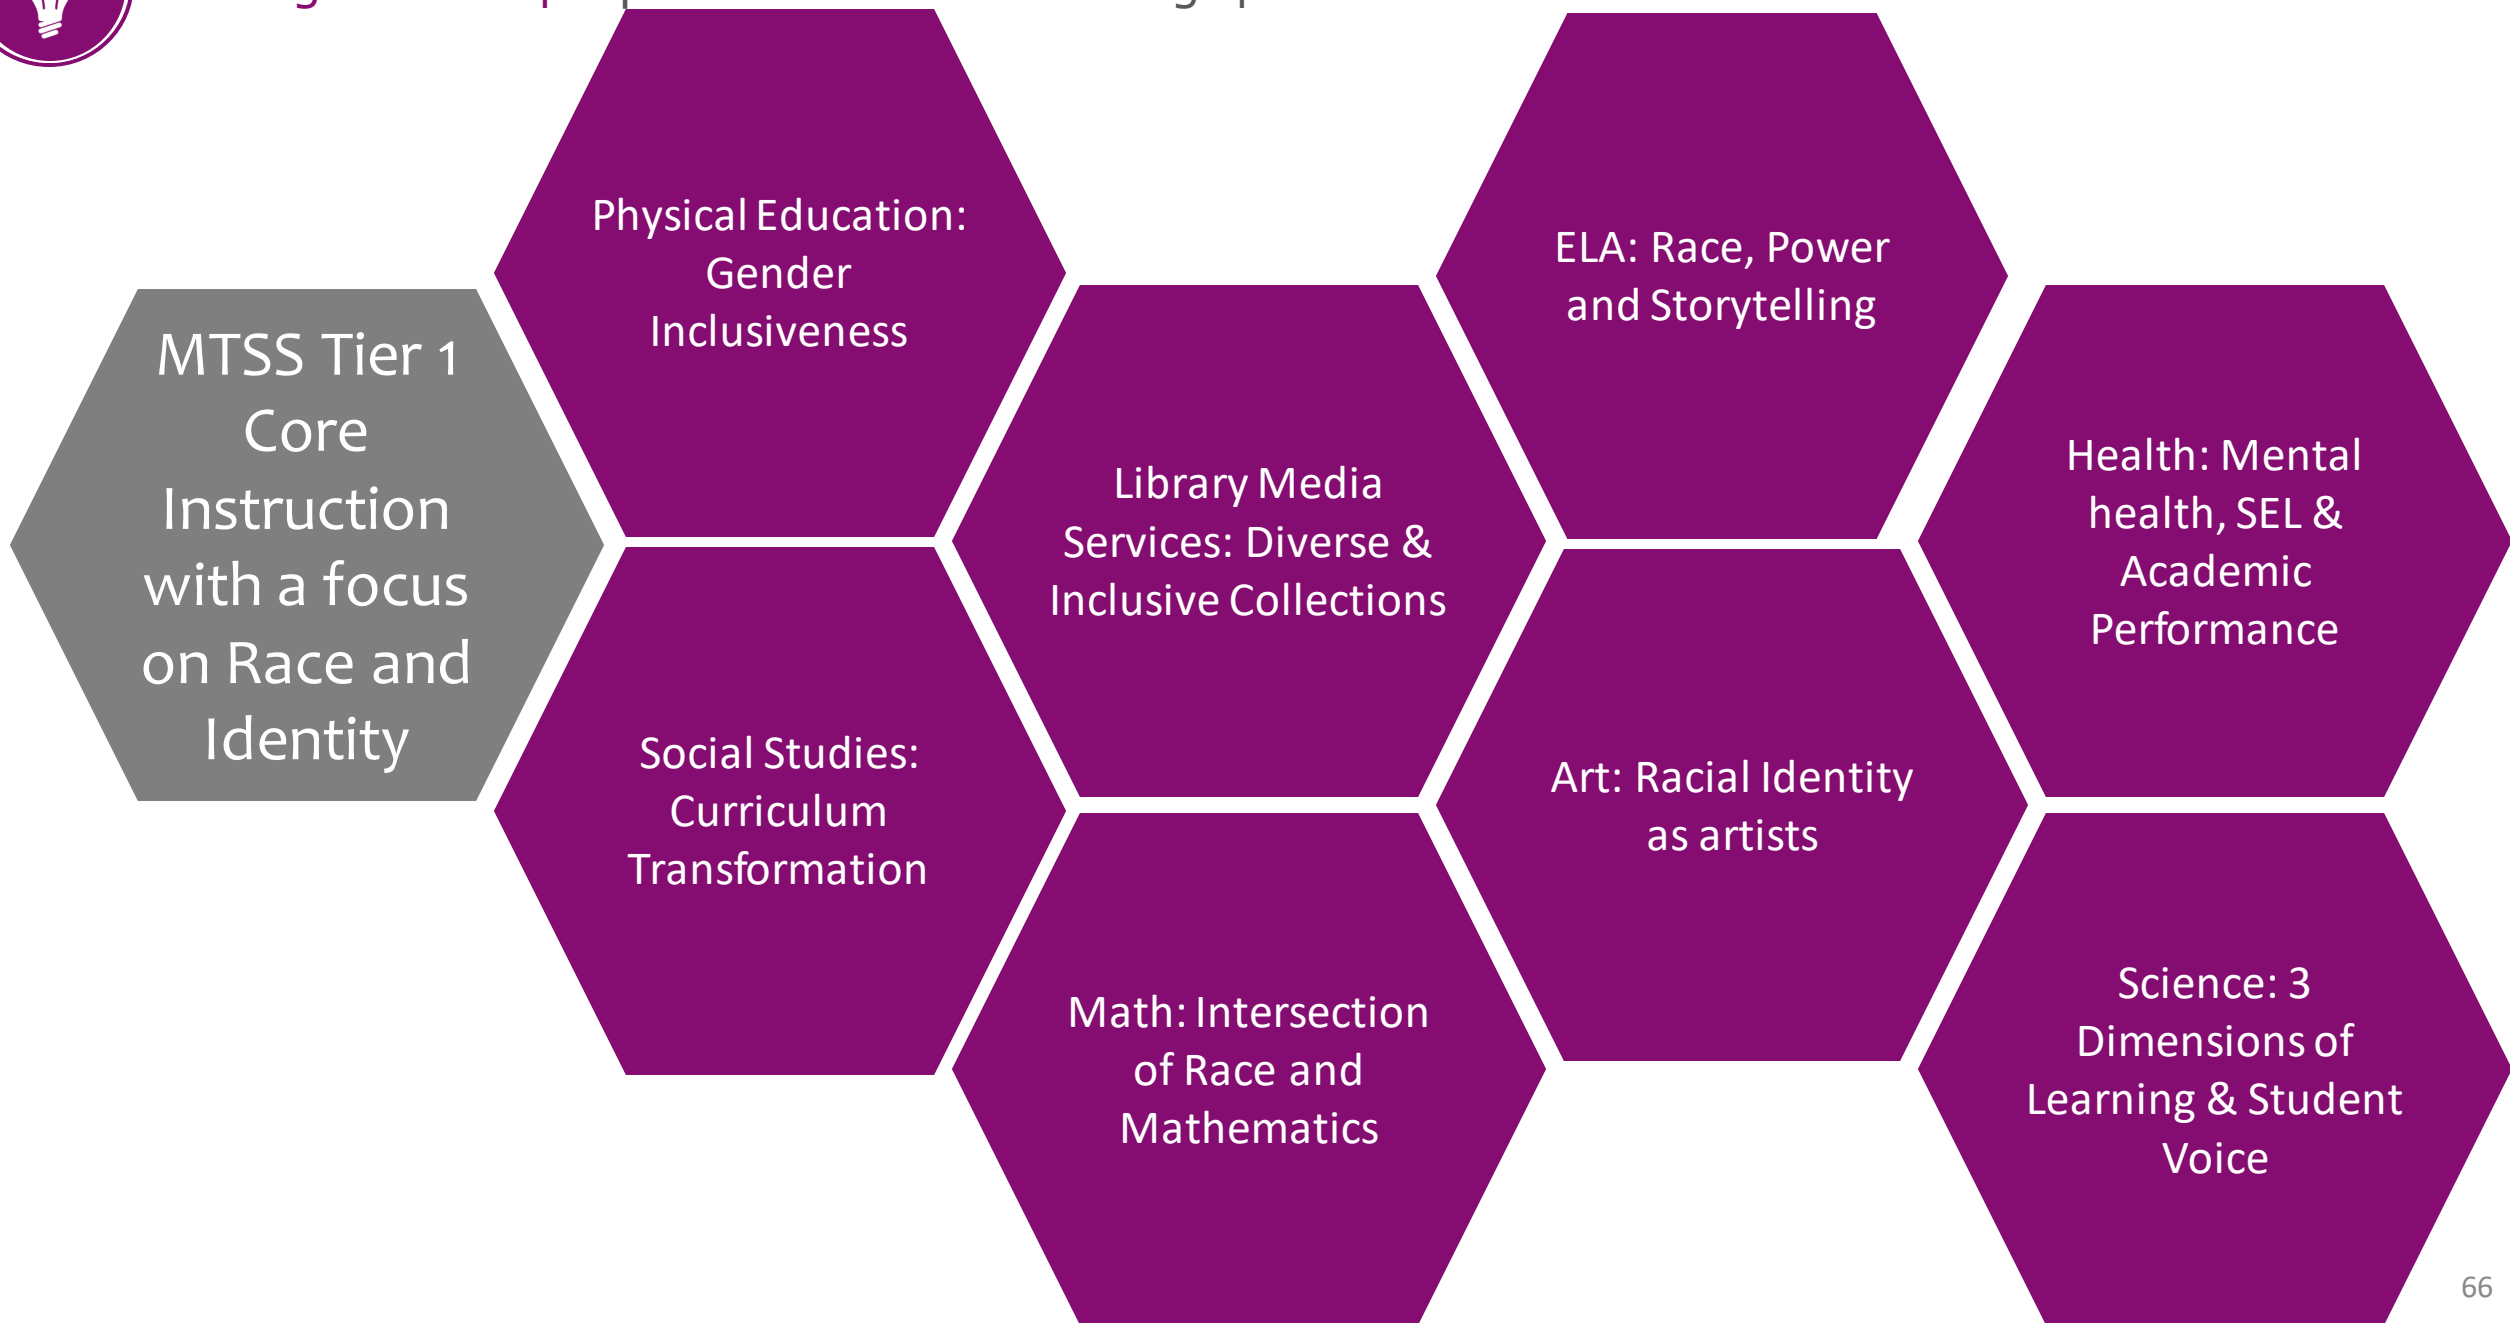 MTSS Tier 1
Core
Instruction
with a focus
on Race and
Identity
Physical Education:
Gender
Inclusiveness
Social Studies:
Curriculum
Transformation
Library Media
Services: Diverse &
Inclusive Collections
Math: Intersection
of Race and
Mathematics
ELA: Race, Power
and Storytelling
Art: Racial Identity
as artists
Health: Mental
health, SEL &
Academic
Performance
Science: 3
Dimensions of
Learning & Student
Voice
66